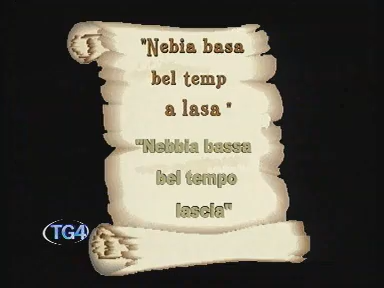 "Nebia basa
bel temp
a lasa "
"Nebbia bassa
bel tempo
lascia"
TG4